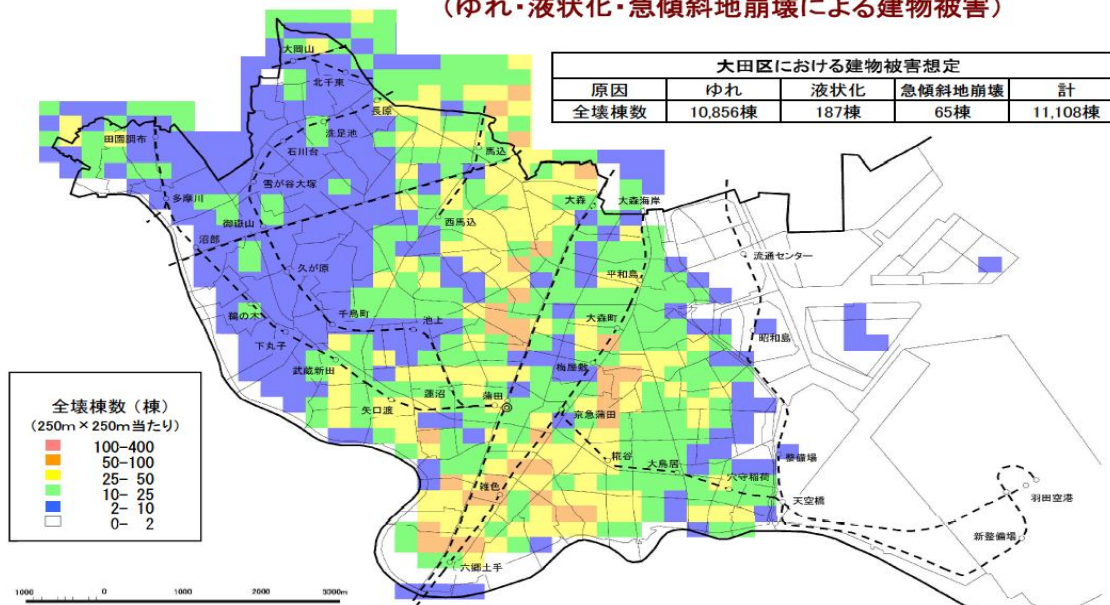 （ゆれ・液状化・急傾斜地崩壊による建物被害）
大田区における建物被害想定
原因 ゆれ 液状化 急傾斜地崩壊 計
全壊棟数 10,856棟 187棟 65棟 11,108棟
大岡山
北千束
長原
洗足池
田園調布
石川台
馬込
雪が谷大塚
多摩川
大森
大森海岸
御嶽山
西馬込
沼部
流通センター
久が原
平和島
鵜の木
千鳥町
池上
大森町
昭和島
下丸子
武蔵新田
梅屋敷
蓮沼
蒲田
矢口渡
京急蒲田
糀谷
大鳥居
整備場
穴守稲荷
雑色
天空橋
羽田空港
新整備場
六郷土手
全壊棟数（棟）
（250m×250m当たり）
100-400
50-100
25- 50
10- 25
2- 10
0- 2
1000 0 1000 2000 3000m